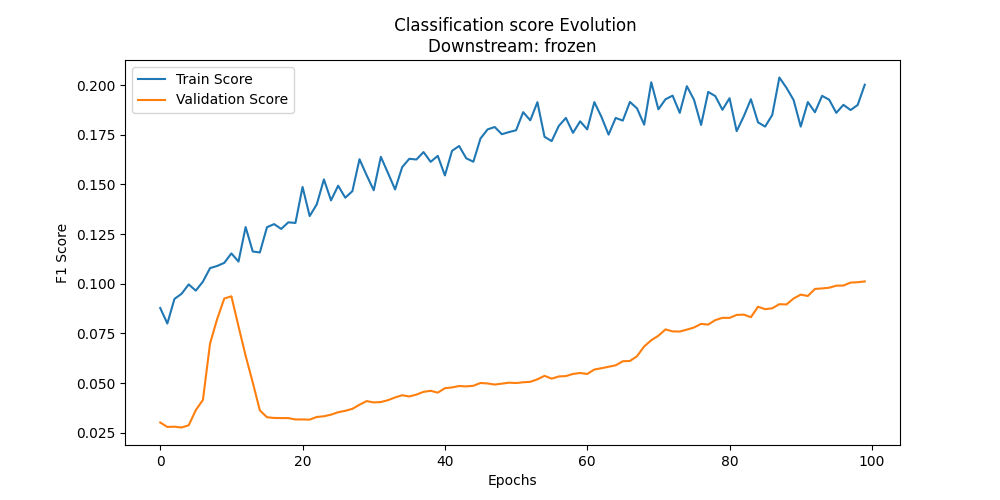 Classification score Evolution
Downstream: frozen
Train Score
Validation Score
F1 Score
0.200
0.175
0.150
0.125
0.100
0.075
0.050
0.025
0 20 40 60 80 100
Epochs